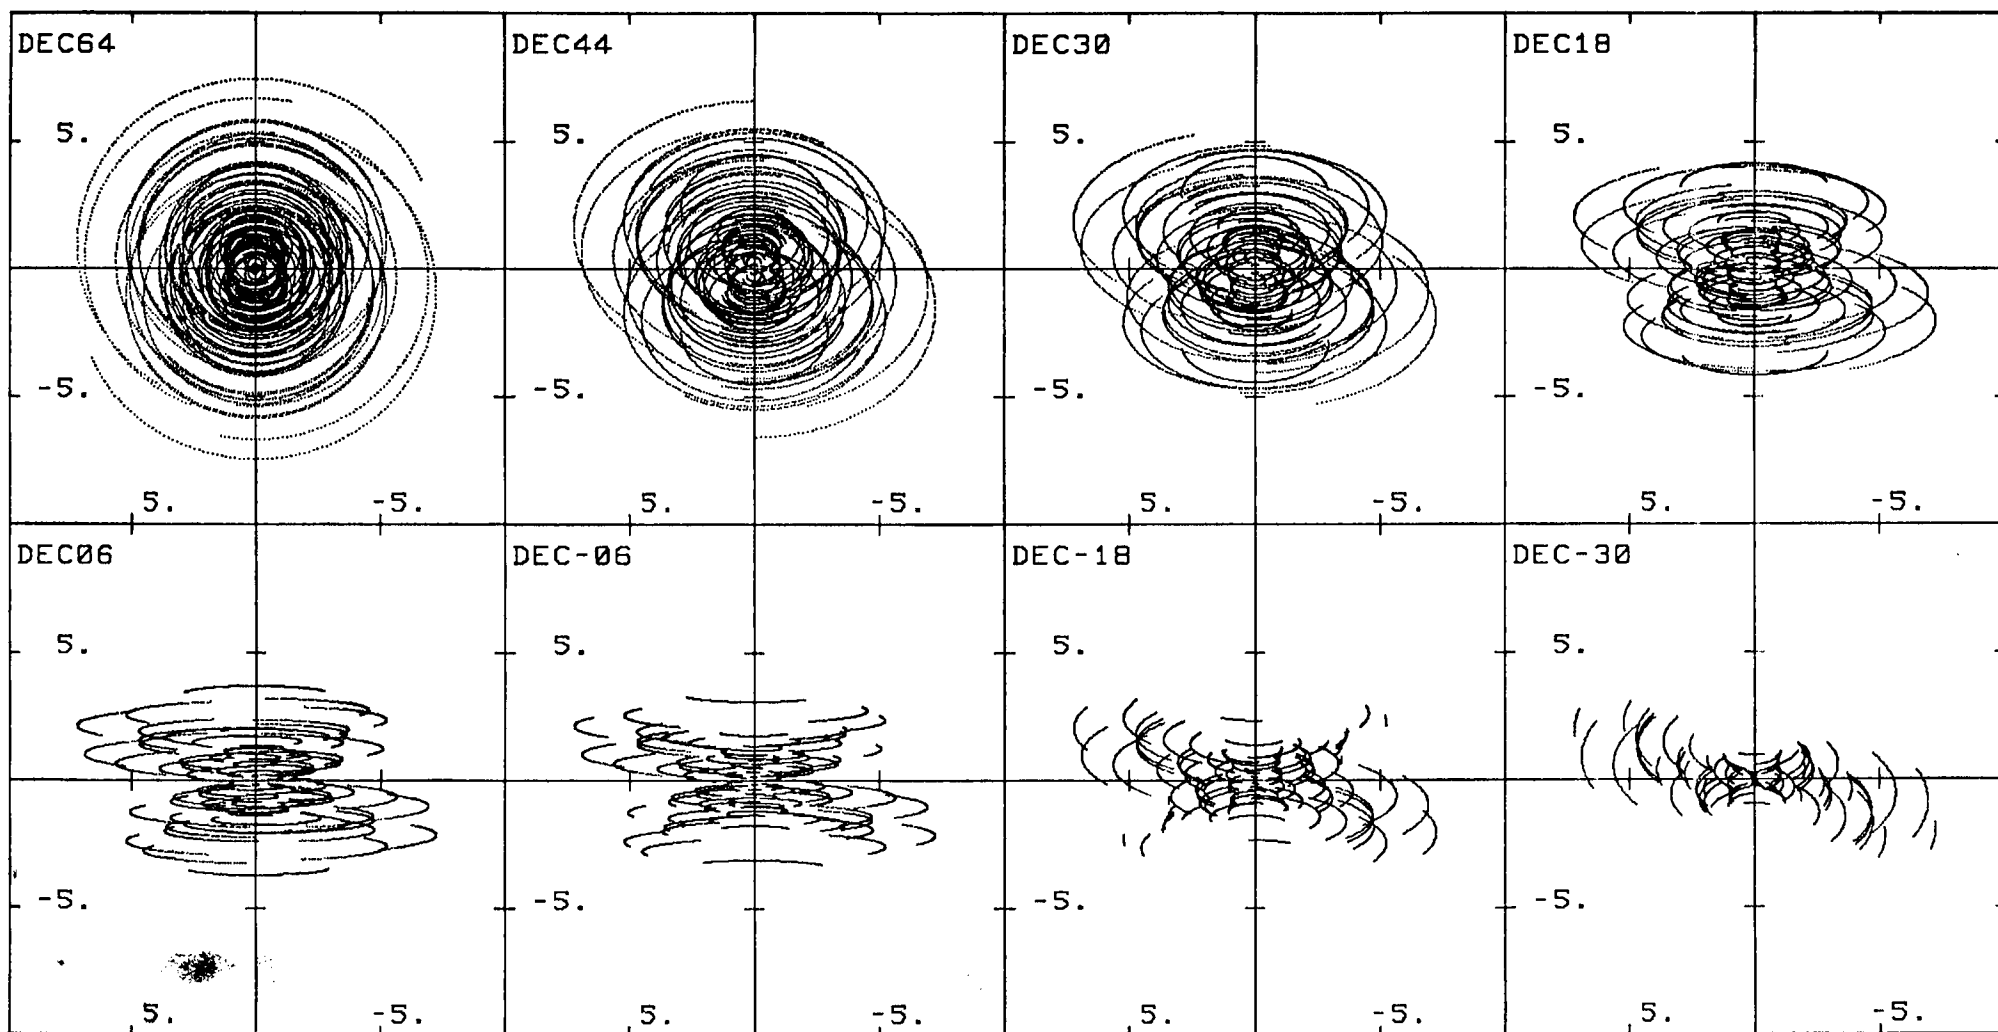 DEC64 DEC44 DEC30 DEC18
5. 5. 5. 5.
-5. -5. -5. -5.
5. -5. 5. -5. 5. -5. 5. -5.
DEC06 DEC-06 DEC-18 DEC-30
5. 5. 5. 5.
-5. -5. -5. -5.
5. -5. 5. -5. 5. -5. 5. -5.